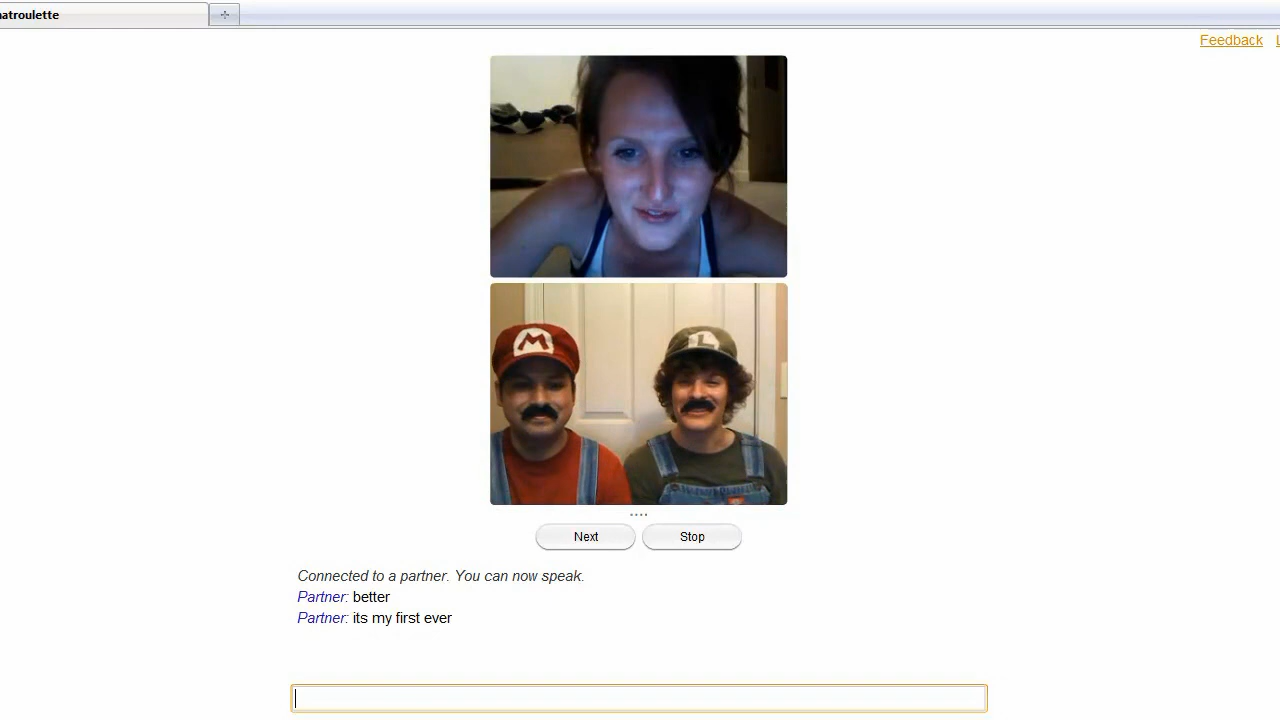 atroulette
Feedback
M
L
Next
Stop
Connected to a partner. You can now speak.
Partner: better
Partner: its my first ever